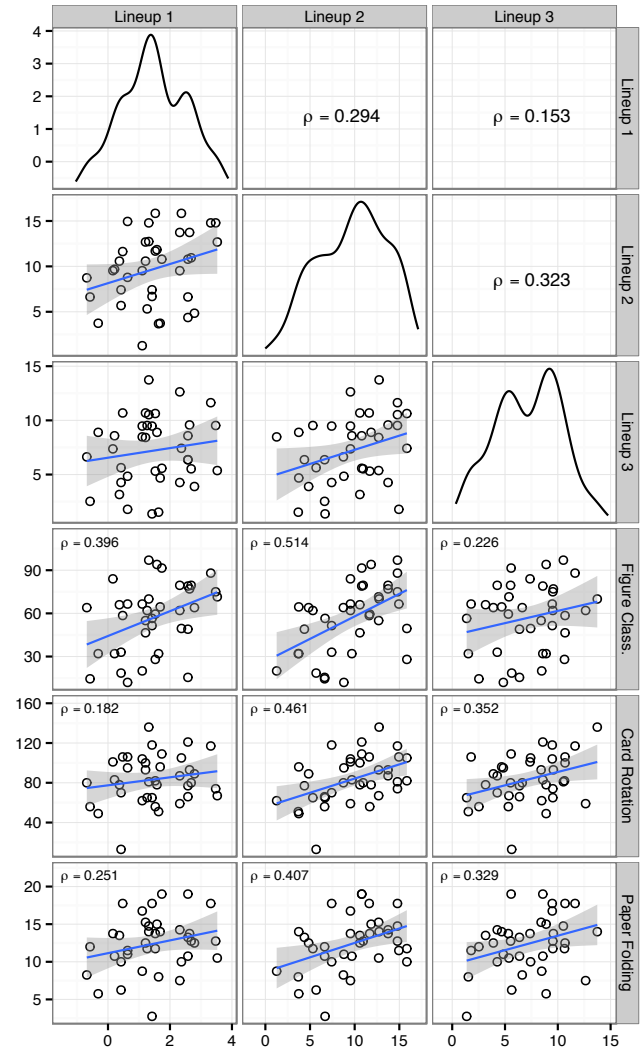 Lineup 1 Lineup 2 Lineup 3
4
3
2
1
0
ρ = 0.294 ρ = 0.153
Lineup 1
15
10
5
ρ = 0.323
Lineup 2
15
10
5
Lineup 3
ρ = 0.396 ρ = 0.514 ρ = 0.226
90
60
30
Figure Class.
160
120
80
40
ρ = 0.182 ρ = 0.461 ρ = 0.352
Card Rotation
20
15
10
5
ρ = 0.251 ρ = 0.407 ρ = 0.329
Paper Folding
0 2 4 0 5 10 15 0 5 10 15